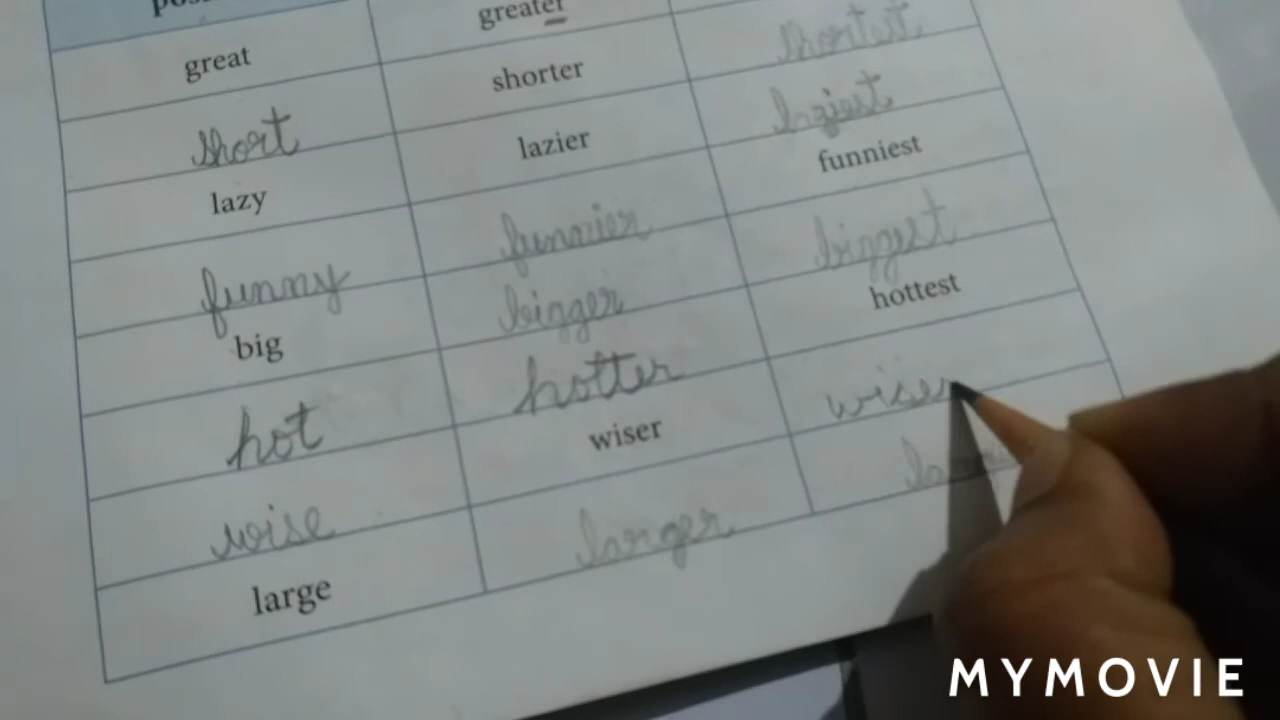 greater
great shorter shortest
short lazier laziest
lazy funnier funniest
funny bigger biggest
big hotter hottest
hot wiser wises
wise larger
large
MYMOVIE